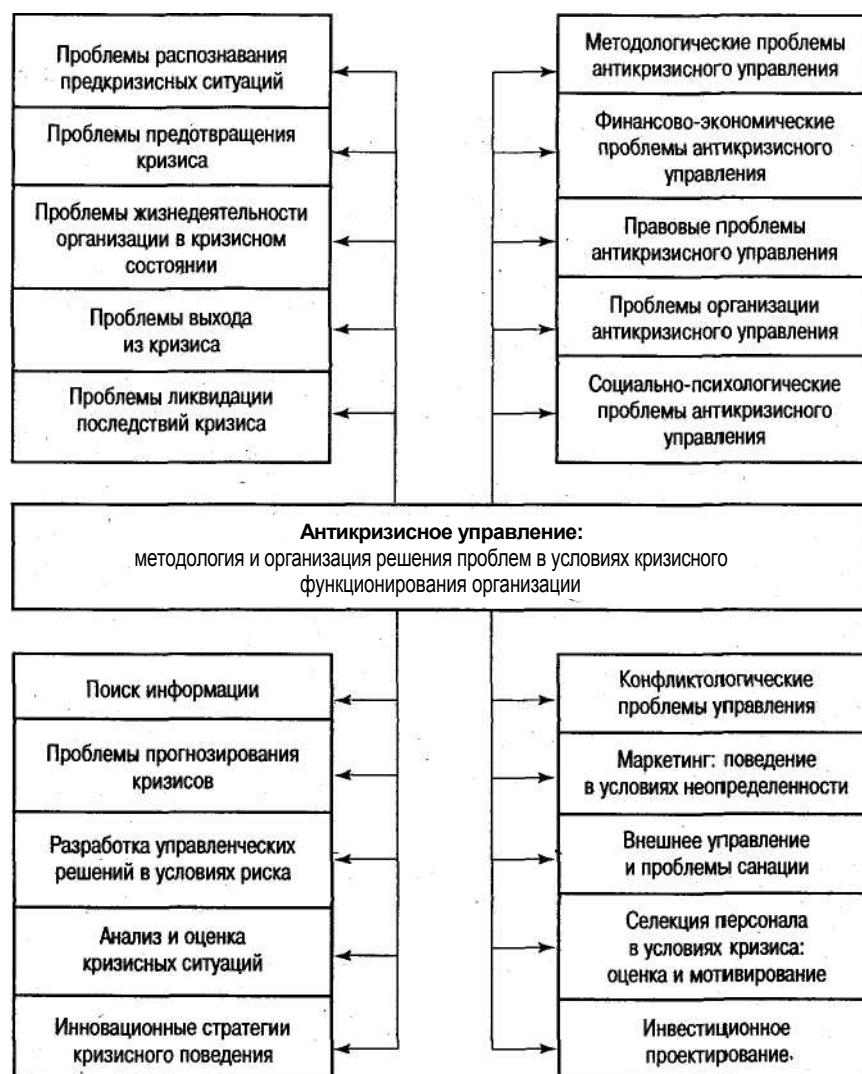 Проблемы распознавания
предкризисных ситуаций
Проблемы предотвращения
кризиса
Проблемы жизнедеятельности
организации в кризисном
состоянии
Проблемы выхода
из кризиса
Проблемы ликвидации
последствий кризиса
Методологические проблемы
антикризисного управления
Финансово-экономические
проблемы антикризисного
управления
Правовые проблемы
антикризисного управления
Проблемы организации
антикризисного управления
Социально-психологические
проблемы антикризисного
управления
Антикризисное управление:
методология и организация решения проблем в условиях кризисного
функционирования организации
Поиск информации
Проблемы прогнозирования
кризисов
Разработка управленческих
решений в условиях риска
Анализ и оценка
кризисных ситуаций
Инновационные стратегии
кризисного поведения
Конфликтологические
проблемы управления
Маркетинг: поведение
в условиях неопределенности
Внешнее управление
и проблемы санации
Селекция персонала
в условиях кризиса:
оценка и мотивирование
Инвестиционное
проектирование.